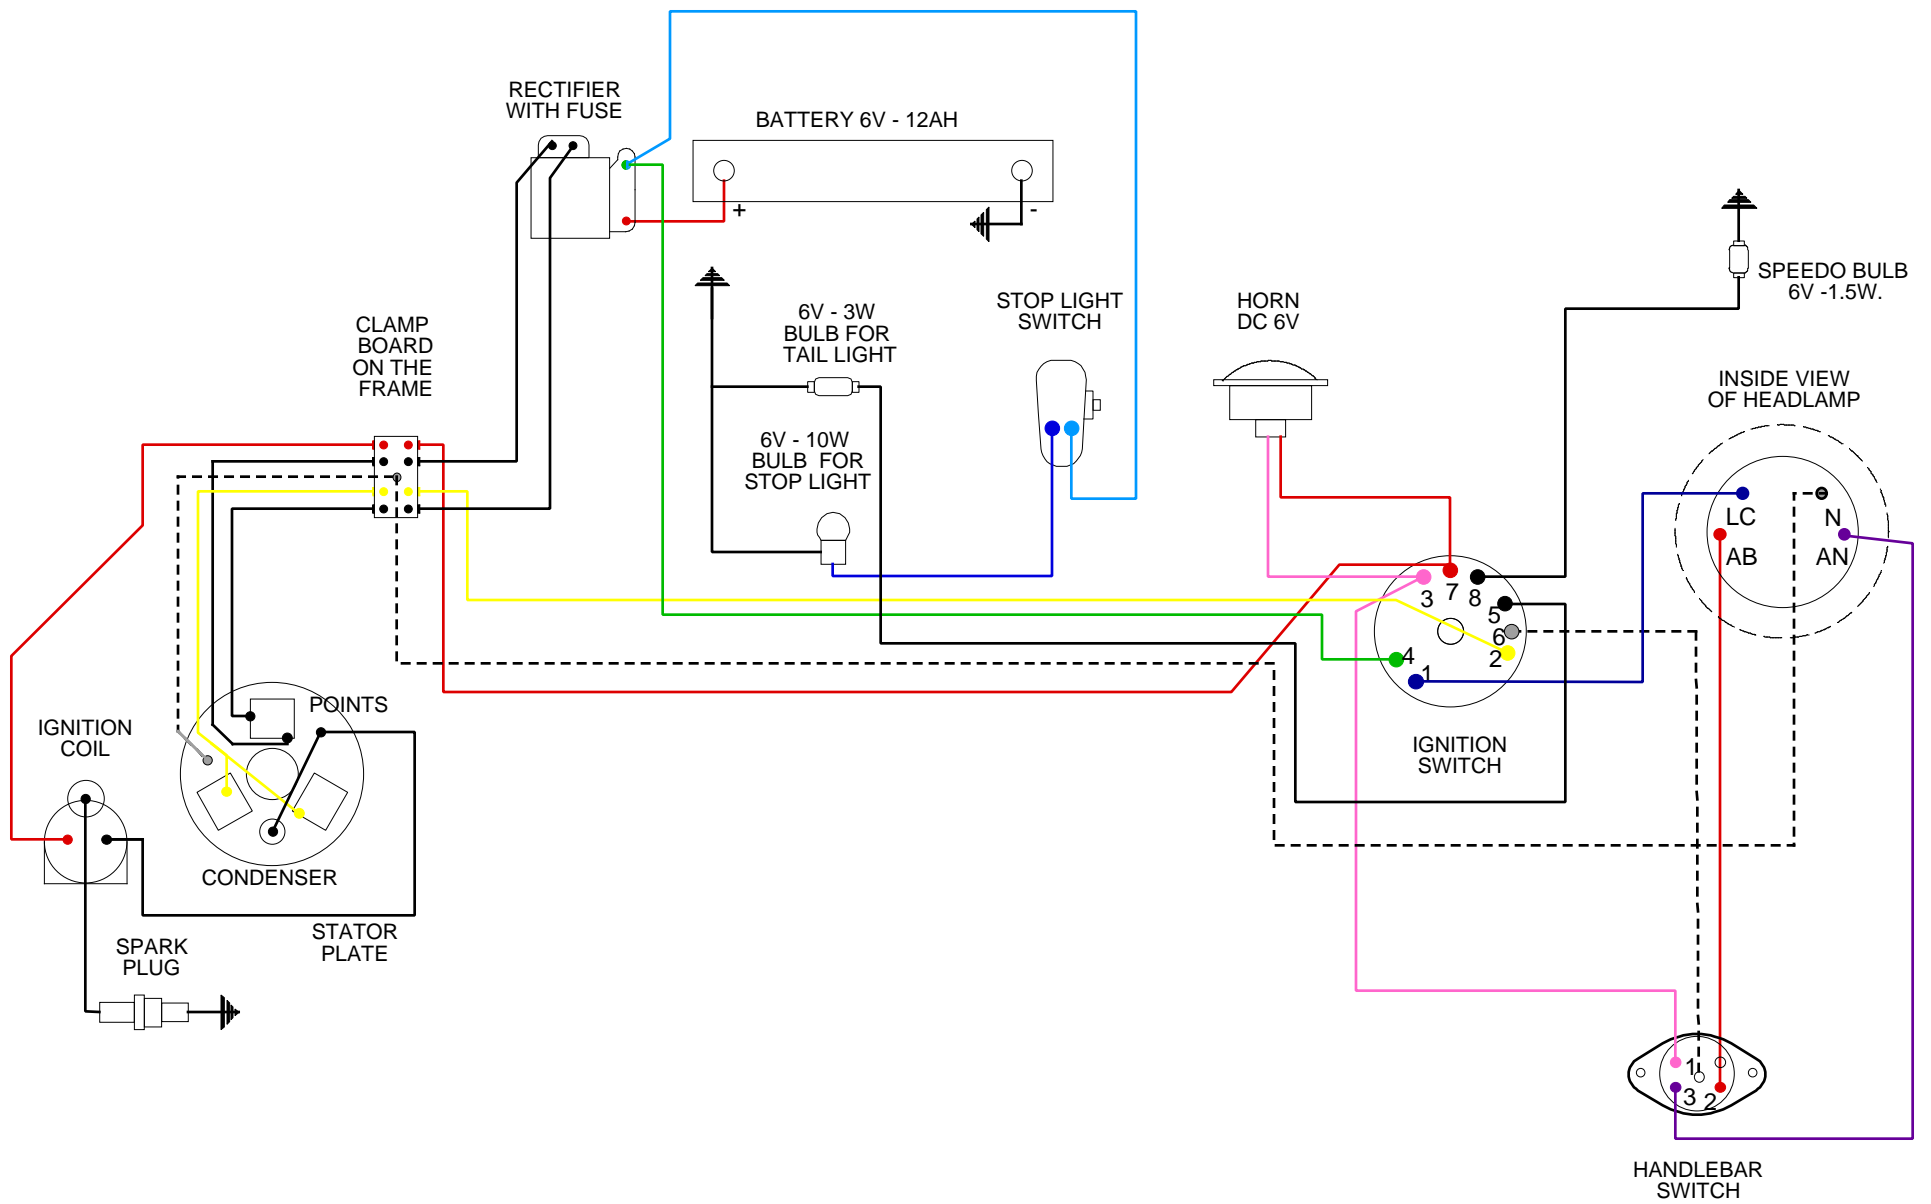 RECTIFIER
WITH FUSE
BATTERY 6V - 12AH
+
-
SPEEDO BULB
6V -1.5W.
6V - 3W
BULB FOR
TAIL LIGHT
STOP LIGHT
SWITCH
HORN
DC 6V
CLAMP
BOARD
ON THE
FRAME
INSIDE VIEW
OF HEADLAMP
6V - 10W
BULB FOR
STOP LIGHT
LC
N
AB
AN
3
7
8
5
6
2
4
1
POINTS
IGNITION
COIL
IGNITION
SWITCH
CONDENSER
STATOR
PLATE
SPARK
PLUG
1
3
2
HANDLEBAR
SWITCH